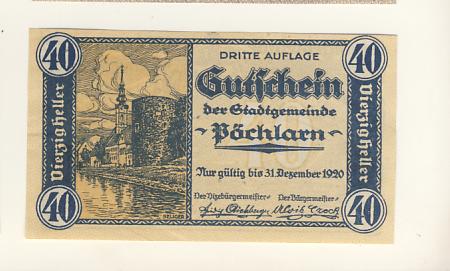 40
40
DRITTE AUFLAGE
Gutschein
der Stadtgemeinde
Pöchlarn
Nur gültig bis 31. Dezember 1920
Der Vizebürgermeister:
Der Bürgermeister:
Vierzigheller
Vierzigheller
40
40